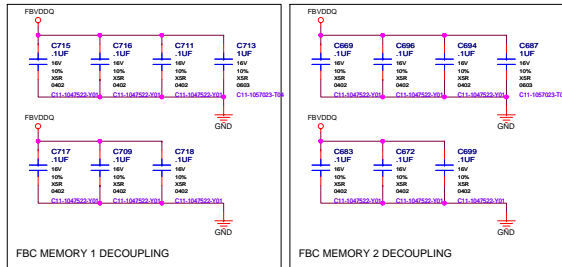 FBVDDQ
C715
.1UF
16V
10%
X5R
0402
C11-1047522-Y01
C716
.1UF
16V
10%
X5R
0402
C11-1047522-Y01
C711
.1UF
16V
10%
X5R
0402
C11-1047522-Y01
C713
1UF
16V
10%
X5R
0603
C11-1057023-T04
GND
FBVDDQ
C717
.1UF
16V
10%
X5R
0402
C11-1047522-Y01
C709
.1UF
16V
10%
X5R
0402
C11-1047522-Y01
C718
.1UF
16V
10%
X5R
0402
C11-1047522-Y01
GND
FBC MEMORY 1 DECOUPLING
FBVDDQ
C669
.1UF
16V
10%
X5R
0402
C11-1047522-Y01
C696
.1UF
16V
10%
X5R
0402
C11-1047522-Y01
C694
.1UF
16V
10%
X5R
0402
C11-1047522-Y01
C687
1UF
16V
10%
X5R
0603
GND
FBVDDQ
C683
.1UF
16V
10%
X5R
0402
C11-1047522-Y01
C672
.1UF
16V
10%
X5R
0402
C11-1047522-Y01
C699
.1UF
16V
10%
X5R
0402
C11-1047522-Y01
GND
FBC MEMORY 2 DECOUPLING